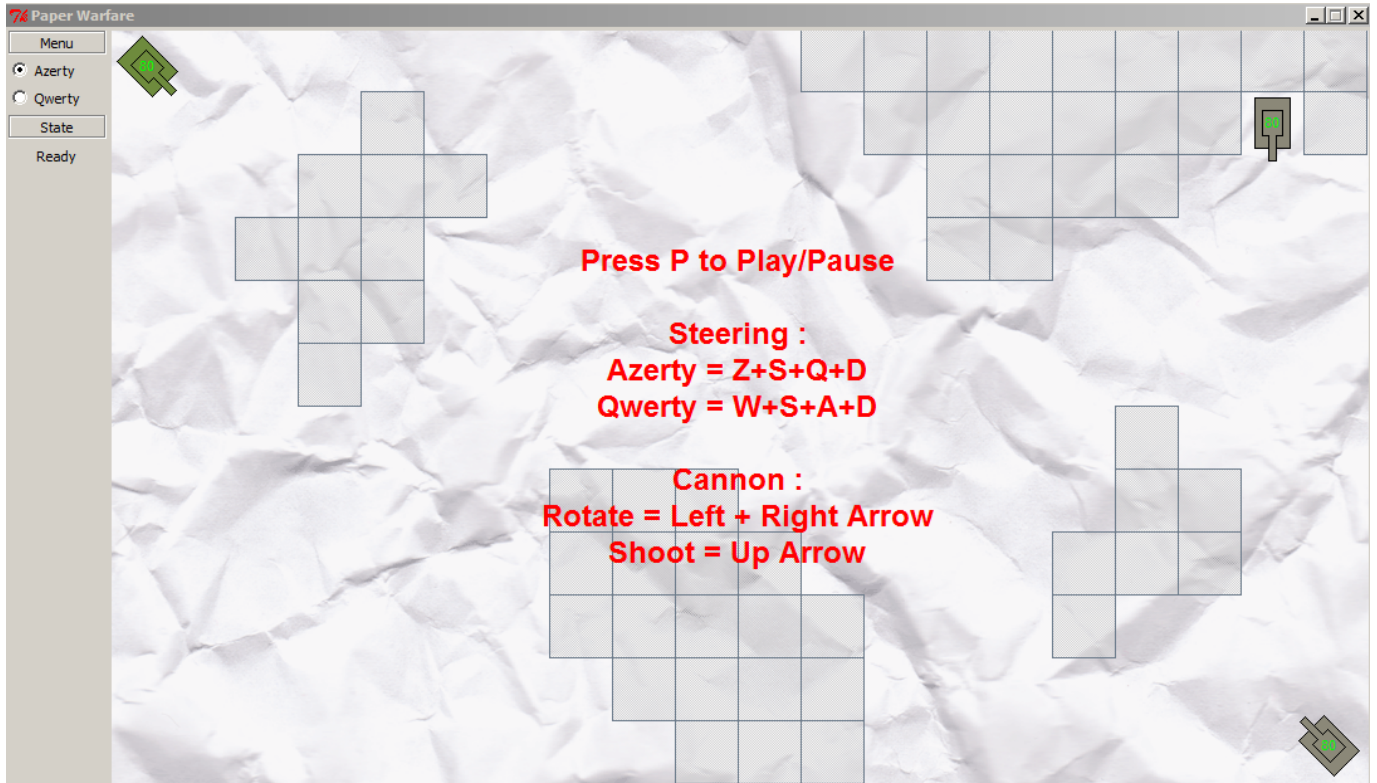 Paper Warfare
Menu
Azerty
Qwerty
State
Ready
80
80
Press P to Play/Pause
Steering :
Azerty = Z+S+Q+D
Qwerty = W+S+A+D
Cannon :
Rotate = Left + Right Arrow
Shoot = Up Arrow
80